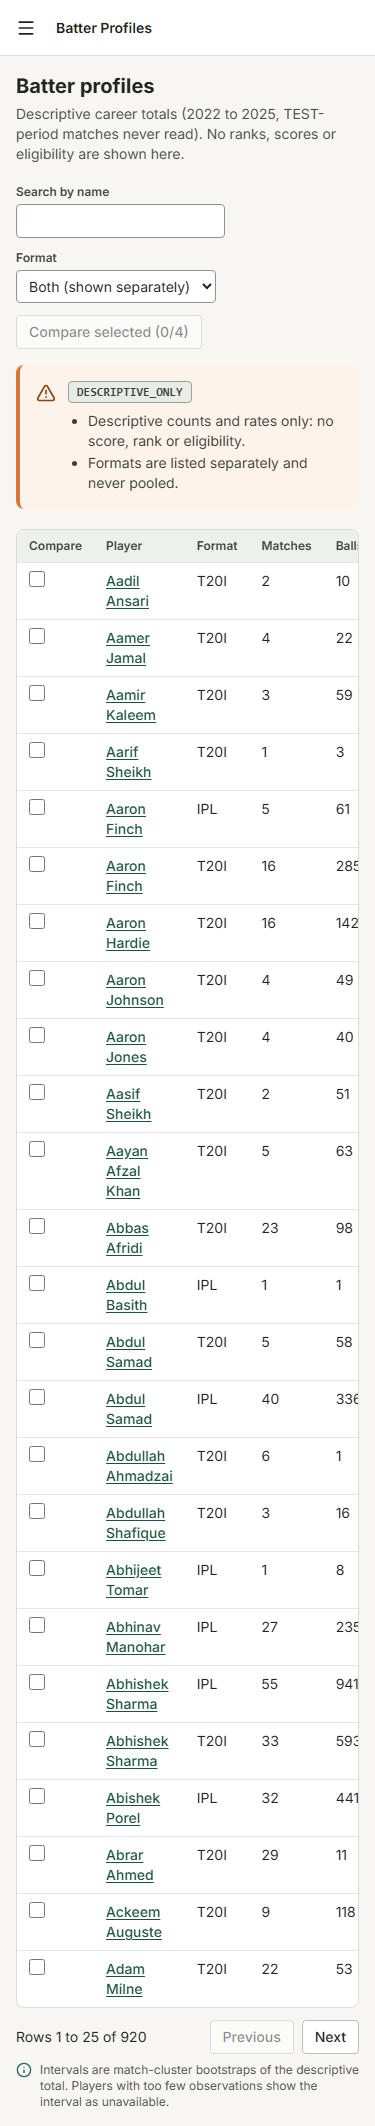 Batter Profiles
Batter profiles
Descriptive career totals (2022 to 2025, TEST-
period matches never read). No ranks, scores or
eligibility are shown here.
Search by name
Format
Both (shown separately)
Compare selected (0/4)
DESCRIPTIVE_ONLY
• Descriptive counts and rates only: no
score, rank or eligibility.
• Formats are listed separately and
never pooled.
Compare Player Format Matches Ball
Aadil T20I 2 10
Ansari
Aamer T20I 4 22
Jamal
Aamir T20I 3 59
Kaleem
Aarif T20I 1 3
Sheikh
Aaron IPL 5 61
Finch
Aaron T20I 16 285
Finch
Aaron T20I 16 142
Hardie
Aaron T20I 4 49
Johnson
Aaron T20I 4 40
Jones
Aasif T20I 2 51
Sheikh
Aayan T20I 5 63
Afzal
Khan
Abbas T20I 23 98
Afridi
Abdul IPL 1 1
Basith
Abdul T20I 5 58
Samad
Abdul IPL 40 336
Samad
Abdullah T20I 6 1
Ahmadzai
Abdullah T20I 3 16
Shafique
Abhijeet IPL 1 8
Tomar
Abhinav IPL 27 235
Manohar
Abhishek IPL 55 941
Sharma
Abhishek T20I 33 593
Sharma
Abishek IPL 32 441
Porel
Abrar T20I 29 11
Ahmed
Ackeem T20I 9 118
Auguste
Adam T20I 22 53
Milne
Rows 1 to 25 of 920 Previous Next
Intervals are match-cluster bootstraps of the descriptive
total. Players with too few observations show the
interval as unavailable.